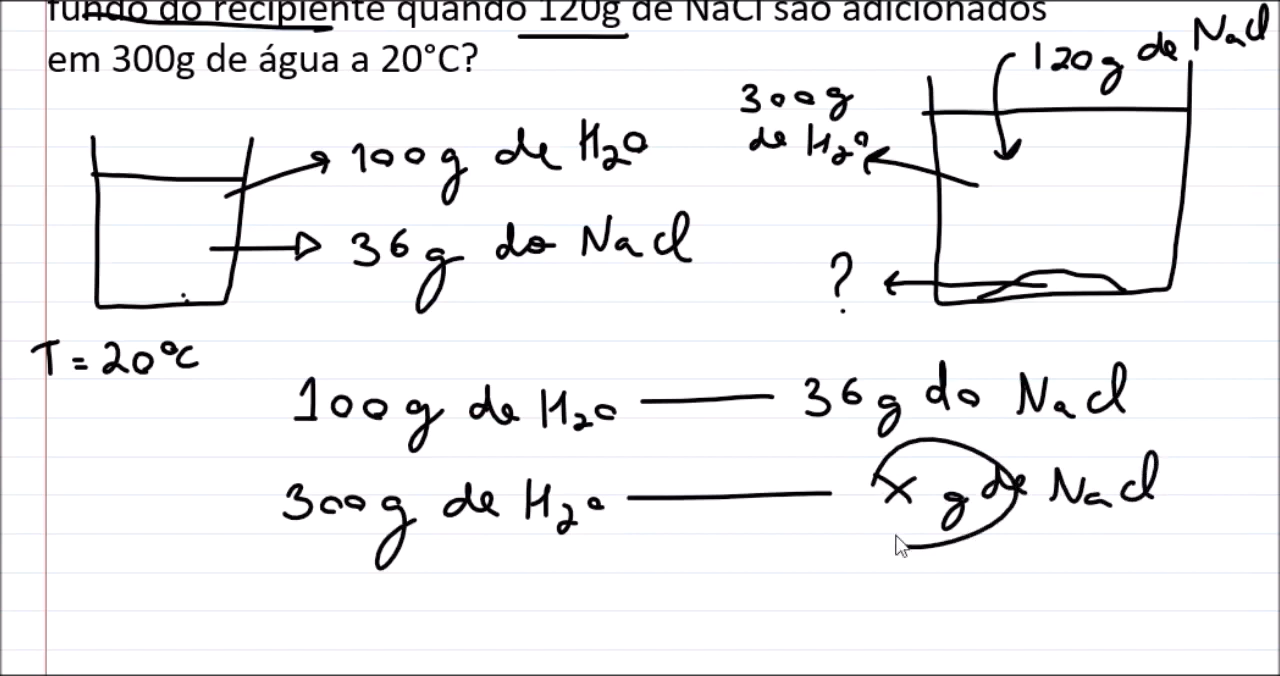 fundo do recipiente quando 120g de NaCl são adicionados
em 300g de água a 20°C?
120g de NaCl
300g
de H2O
100g de H2O
36g do NaCl
?
T = 20°C
100g de H2O — 36g do NaCl
300g de H2O — x g de NaCl